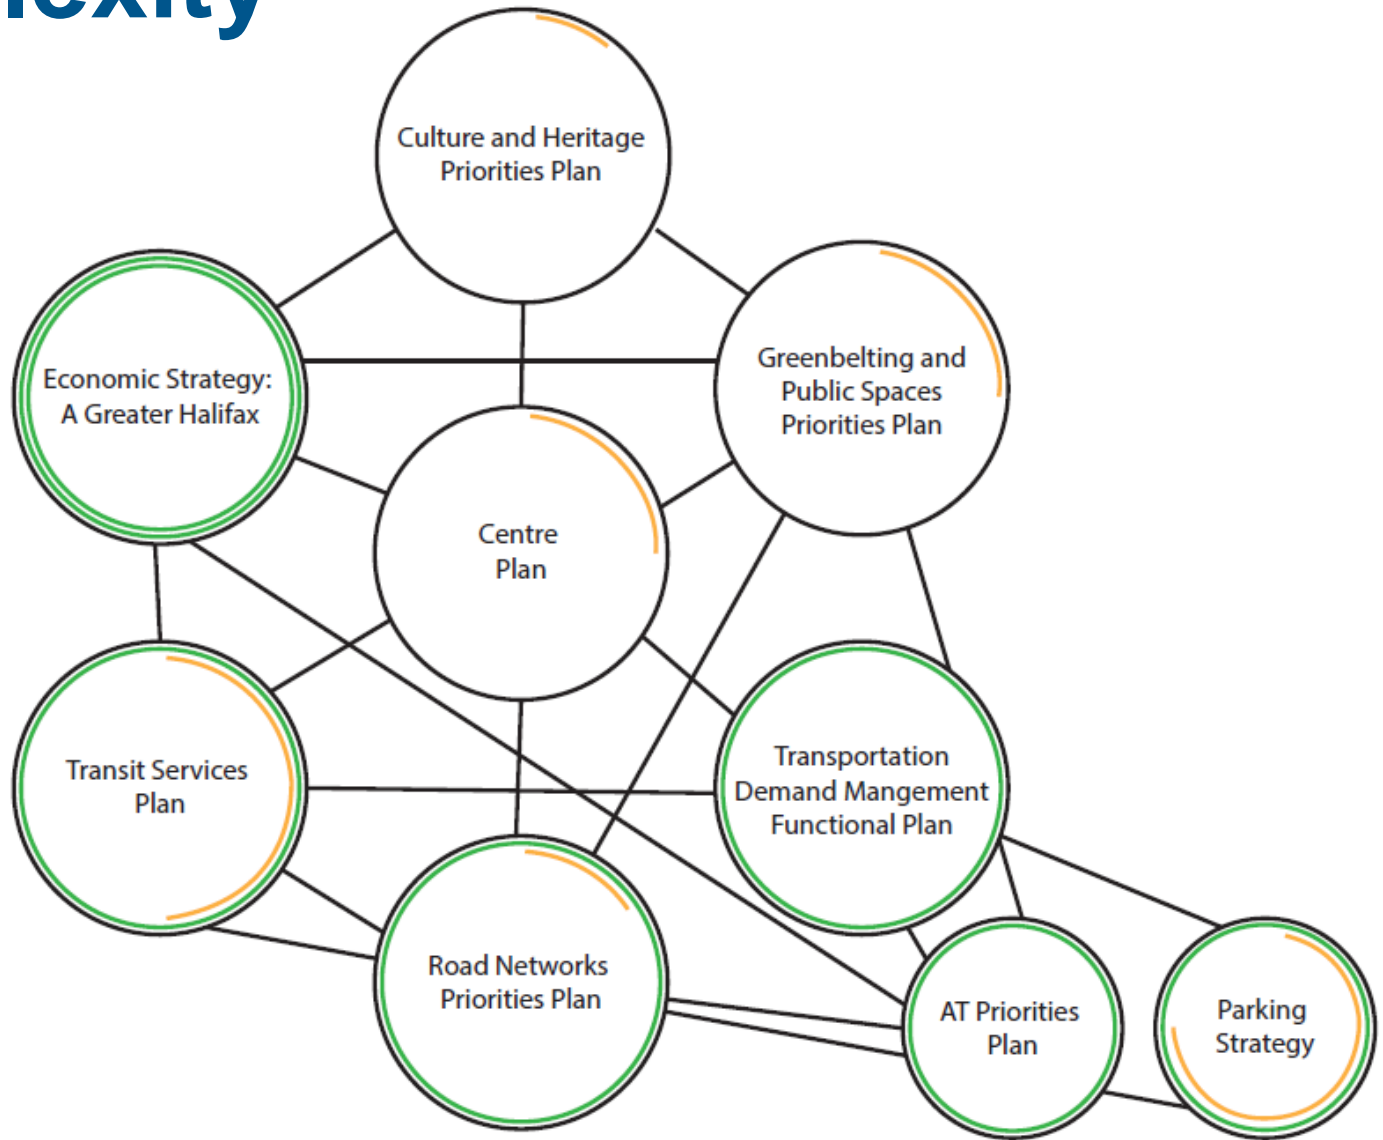 lexity
Culture and Heritage
Priorities Plan
Economic Strategy:
A Greater Halifax
Greenbelting and
Public Spaces
Priorities Plan
Centre
Plan
Transit Services
Plan
Transportation
Demand Mangement
Functional Plan
Road Networks
Priorities Plan
AT Priorities
Plan
Parking
Strategy